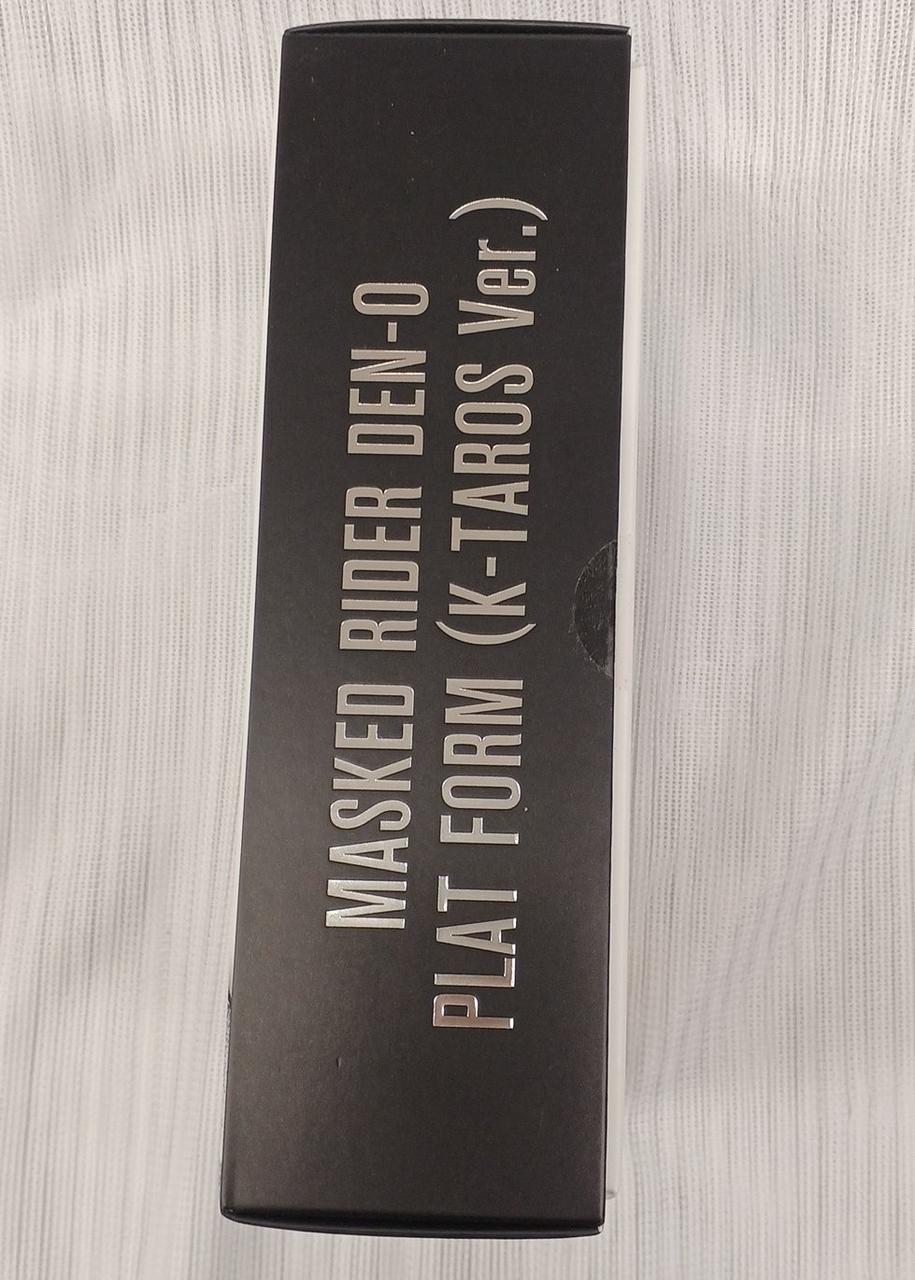 MASKED RIDER DEN-O
PLAT FORM (K-TAROS Ver.)